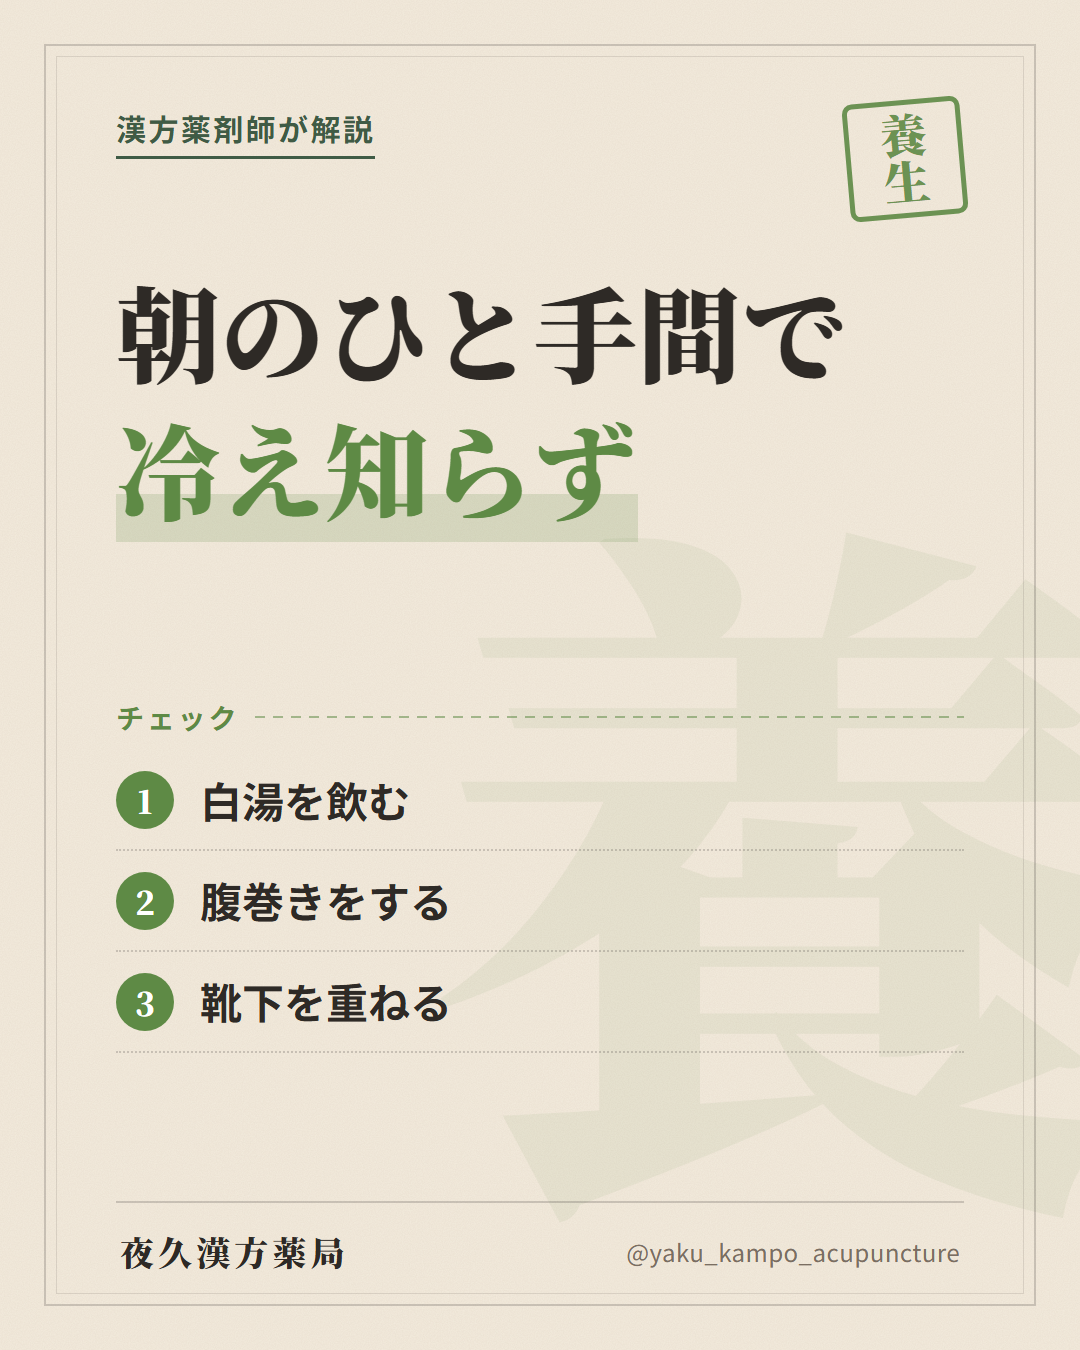 漢方薬剤師が解説
養
生
朝のひと手間で
冷え知らず
養
チェック
1 白湯を飲む
2 腹巻きをする
3 靴下を重ねる
夜久漢方薬局
@yaku_kampo_acupuncture